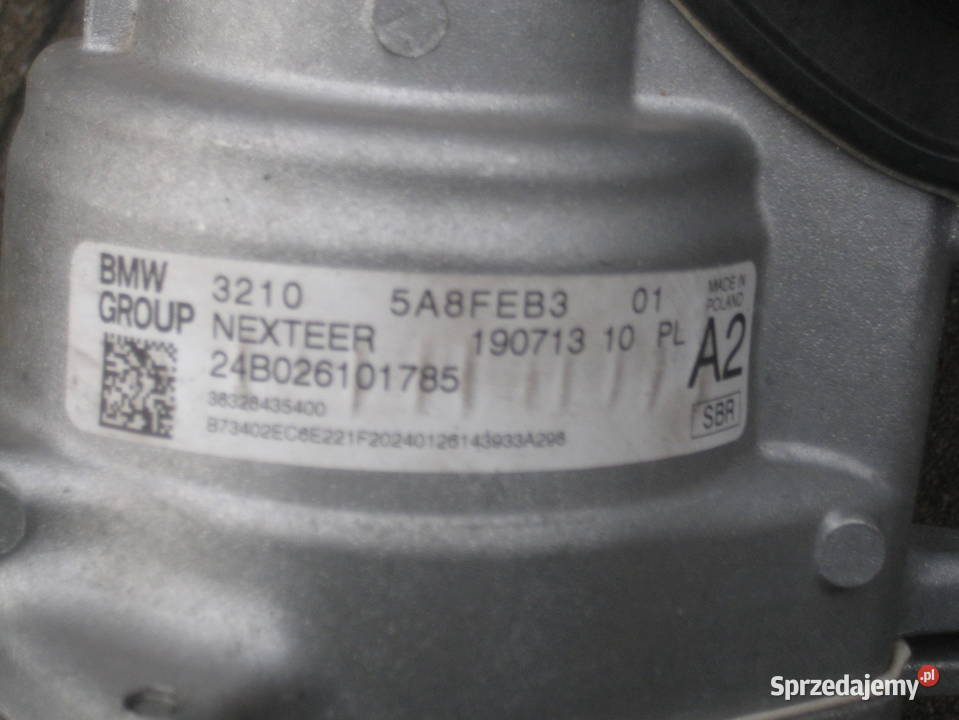 BMW GROUP
3210 5A8FEB3 01
NEXTEER 190713 10 PL
24B026101785
38328435400
B73402EC6E221F20240126143933A298
MADE IN POLAND
A2
SBR
Sprzedajemy.pl